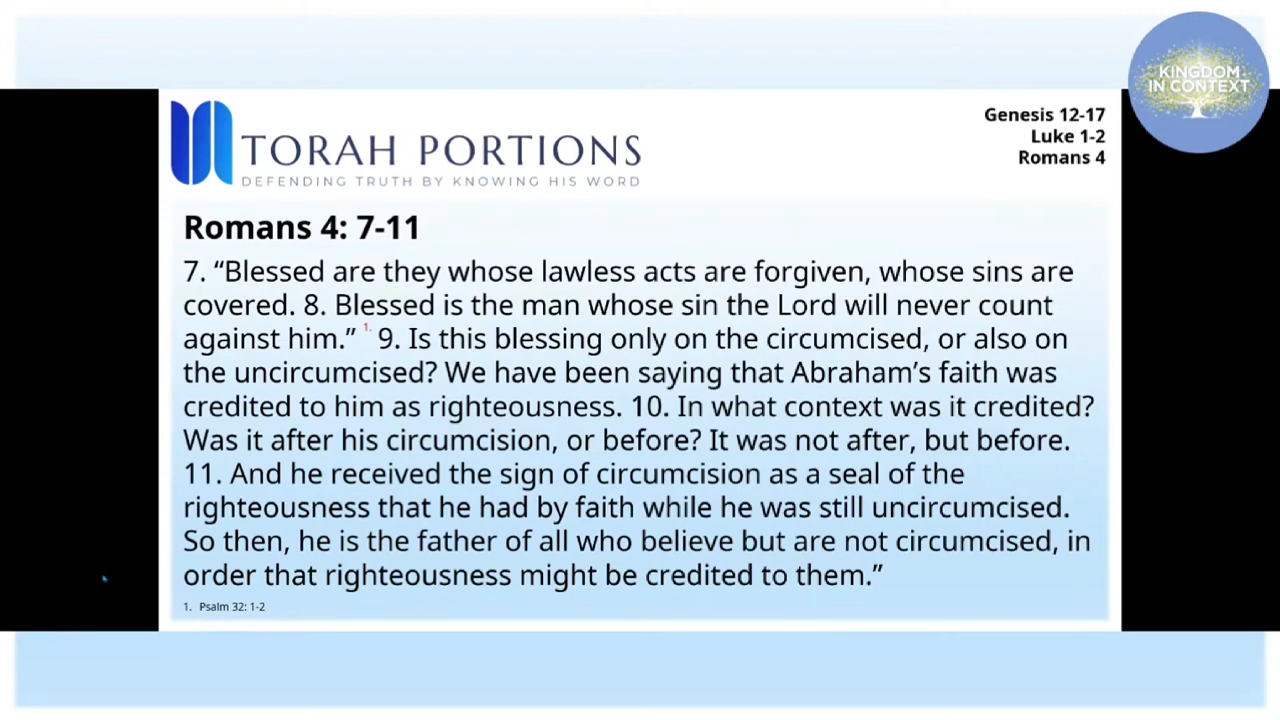 KINGDOM
IN CONTEXT
Genesis 12-17
Luke 1-2
Romans 4
TORAH PORTIONS
DEFENDING TRUTH BY KNOWING HIS WORD
Romans 4: 7-11
7. “Blessed are they whose lawless acts are forgiven, whose sins are
covered. 8. Blessed is the man whose sin the Lord will never count
against him.” 1. 9. Is this blessing only on the circumcised, or also on
the uncircumcised? We have been saying that Abraham’s faith was
credited to him as righteousness. 10. In what context was it credited?
Was it after his circumcision, or before? It was not after, but before.
11. And he received the sign of circumcision as a seal of the
righteousness that he had by faith while he was still uncircumcised.
So then, he is the father of all who believe but are not circumcised, in
order that righteousness might be credited to them.”
1. Psalm 32: 1-2